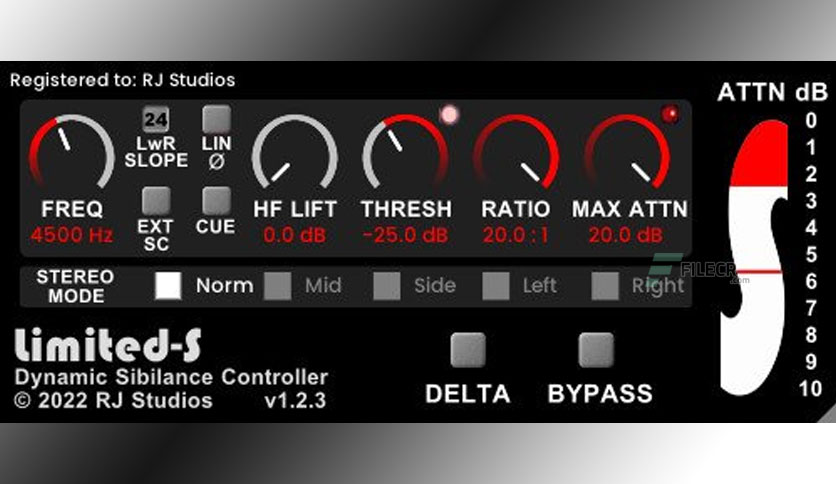 Registered to: RJ Studios
ATTN dB
24
LwR
SLOPE
LIN
Ø
EXT
SC
CUE
FREQ
4500 Hz
HF LIFT
0.0 dB
THRESH
-25.0 dB
RATIO
20.0 : 1
MAX ATTN
20.0 dB
0
1
2
3
4
5
6
7
8
9
10
STEREO
MODE
Norm
Mid
Side
Left
Right
FILECR
.com
Limited-S
Dynamic Sibilance Controller
© 2022 RJ Studios v1.2.3
DELTA
BYPASS